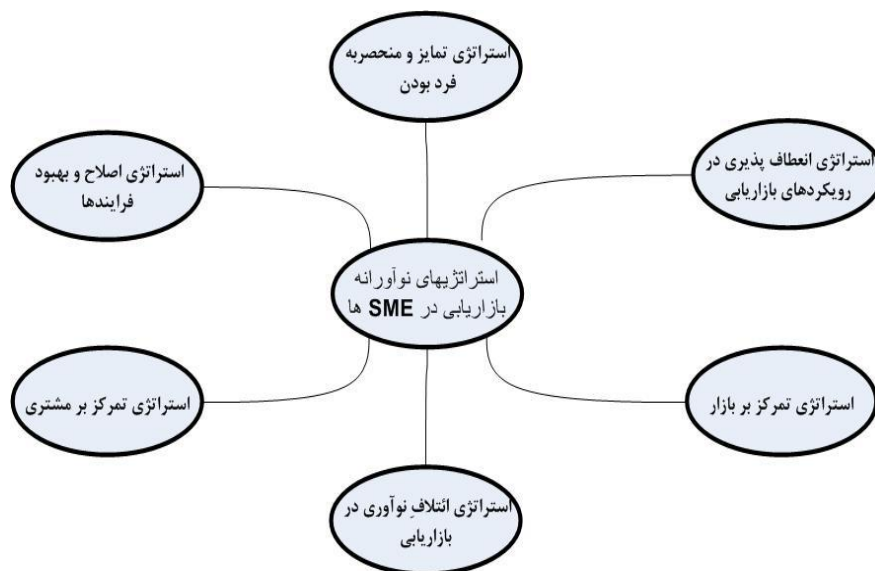 استراتژی تمایز و منحصربه
فرد بودن
استراتژی انعطاف پذیری در
رویکردهای بازاریابی
استراتژی اصلاح و بهبود
فرایندها
استراتژیهای نوآورانه
بازاریابی در SME ها
استراتژی تمرکز بر بازار
استراتژی تمرکز بر مشتری
استراتژی ائتلافِ نوآوری در
بازاریابی